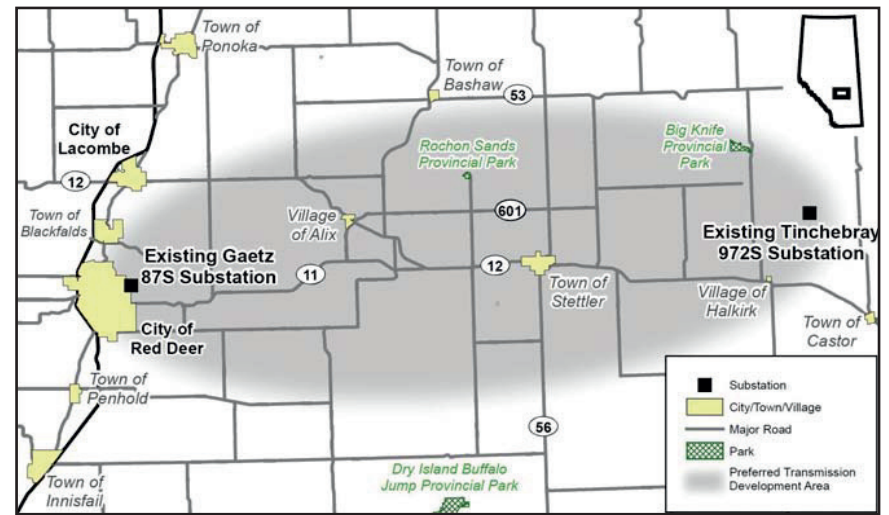 Town of
Ponoka
Town of
Bashaw
53
City of
Lacombe
Rochon Sands
Provincial Park
Big Knife
Provincial
Park
12
Town of
Blackfalds
Village
of Alix
601
Existing Gaetz
87S Substation
Existing Tinchebray
972S Substation
11
12
Town of
Stettler
Village of
Halkirk
City of
Red Deer
Town of
Castor
Town of
Penhold
56
Town of
Innisfail
Dry Island Buffalo
Jump Provincial Park
Substation
City/Town/Village
Major Road
Park
Preferred Transmission
Development Area